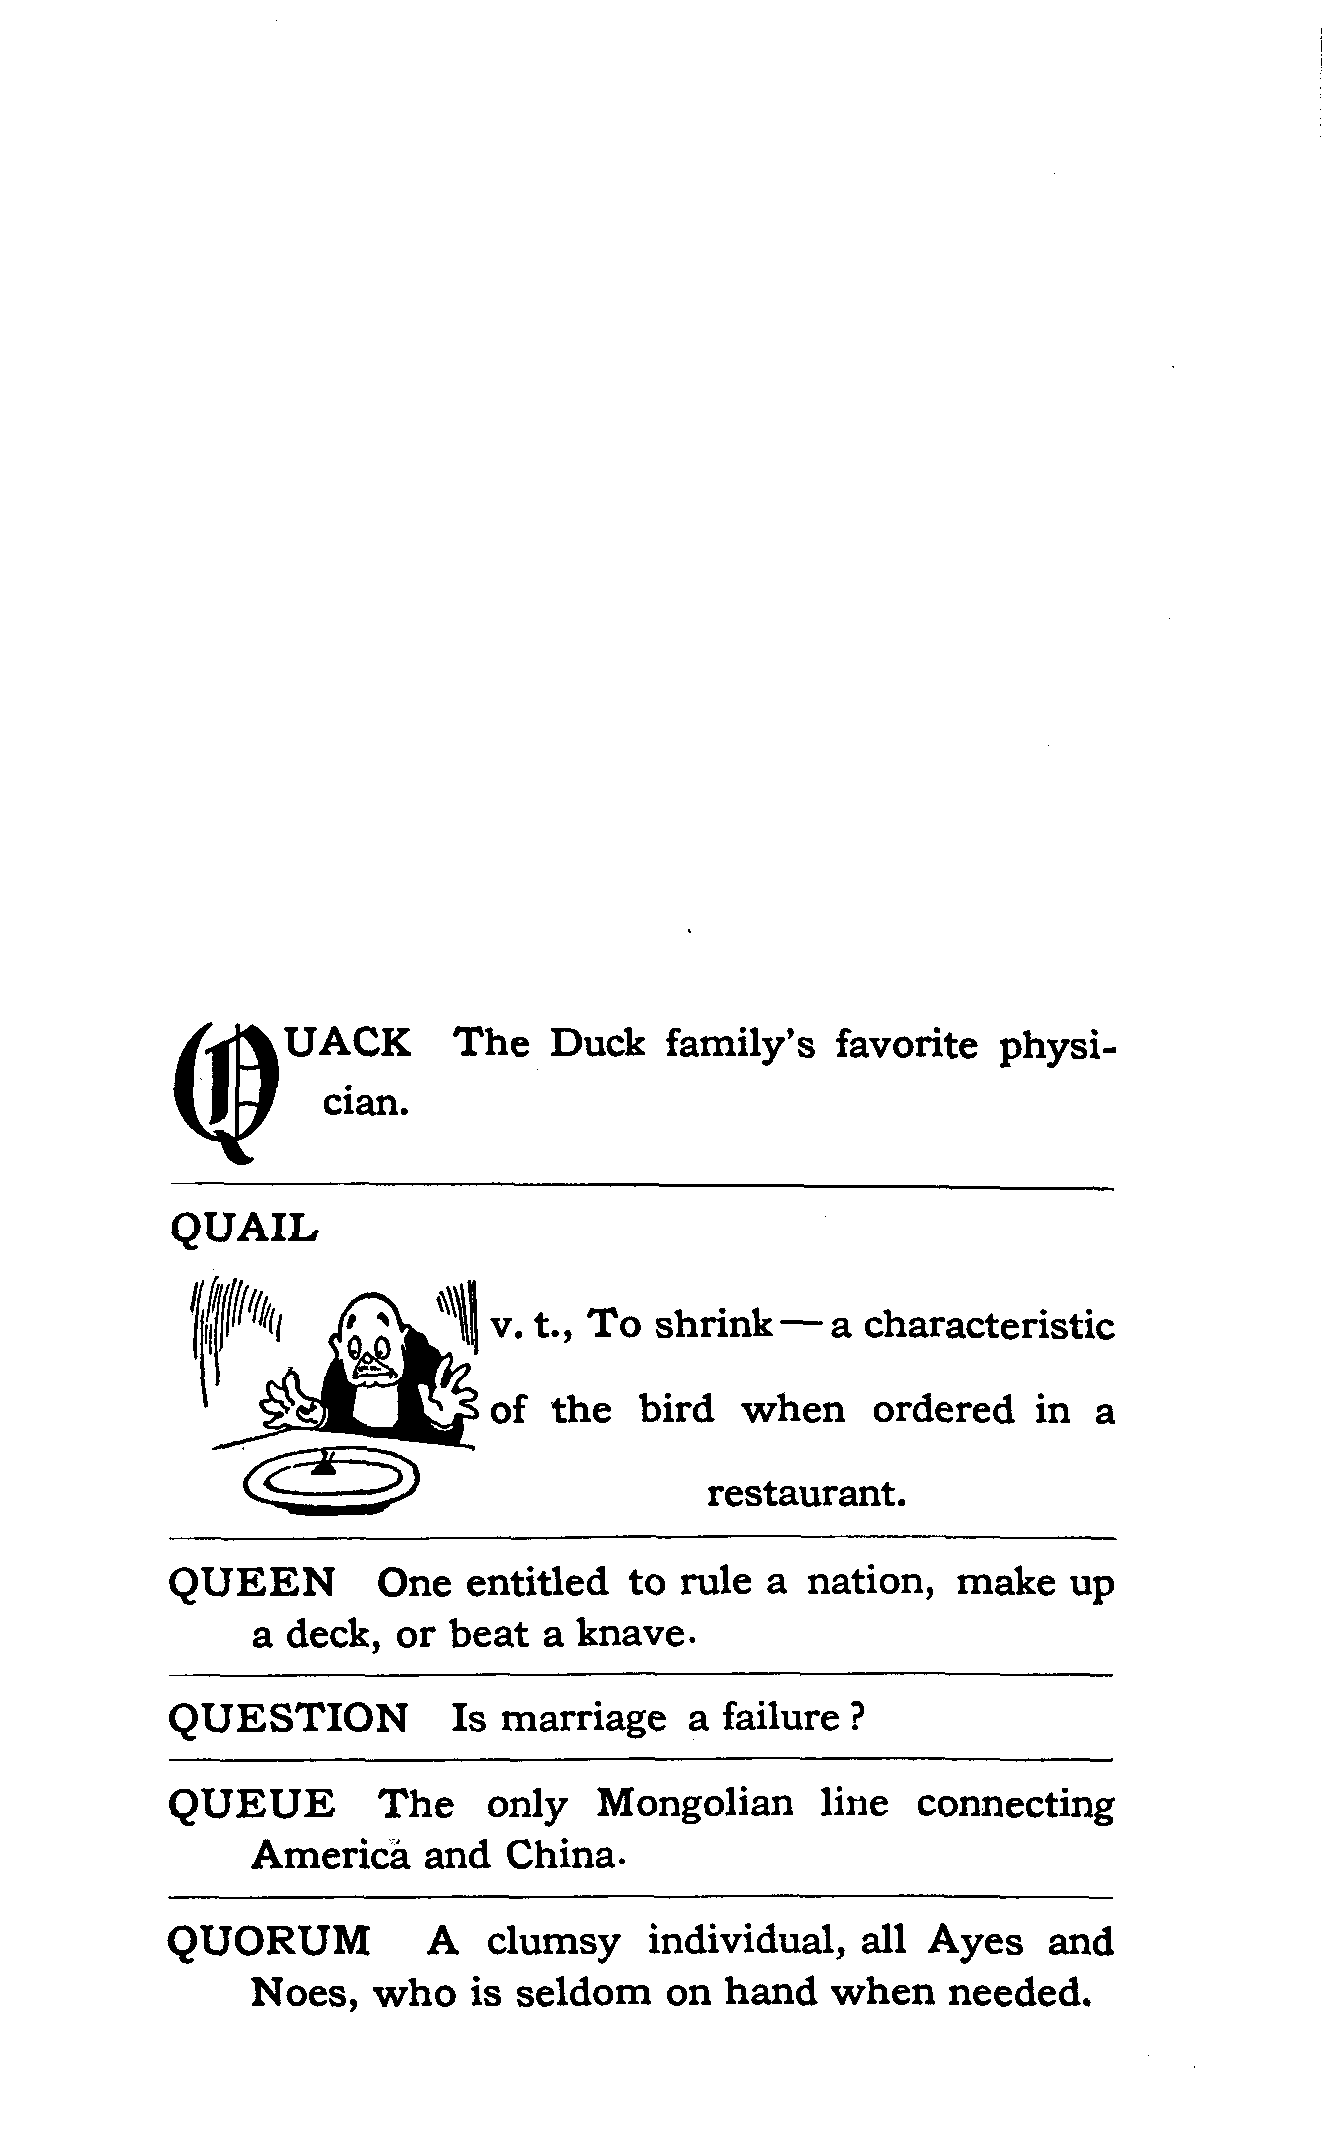 QUACK The Duck family's favorite physi-
cian.
QUAIL
v. t., To shrink—a characteristic
of the bird when ordered in a
restaurant.
QUEEN One entitled to rule a nation, make up
a deck, or beat a knave.
QUESTION Is marriage a failure?
QUEUE The only Mongolian line connecting
America and China.
QUORUM A clumsy individual, all Ayes and
Noes, who is seldom on hand when needed.